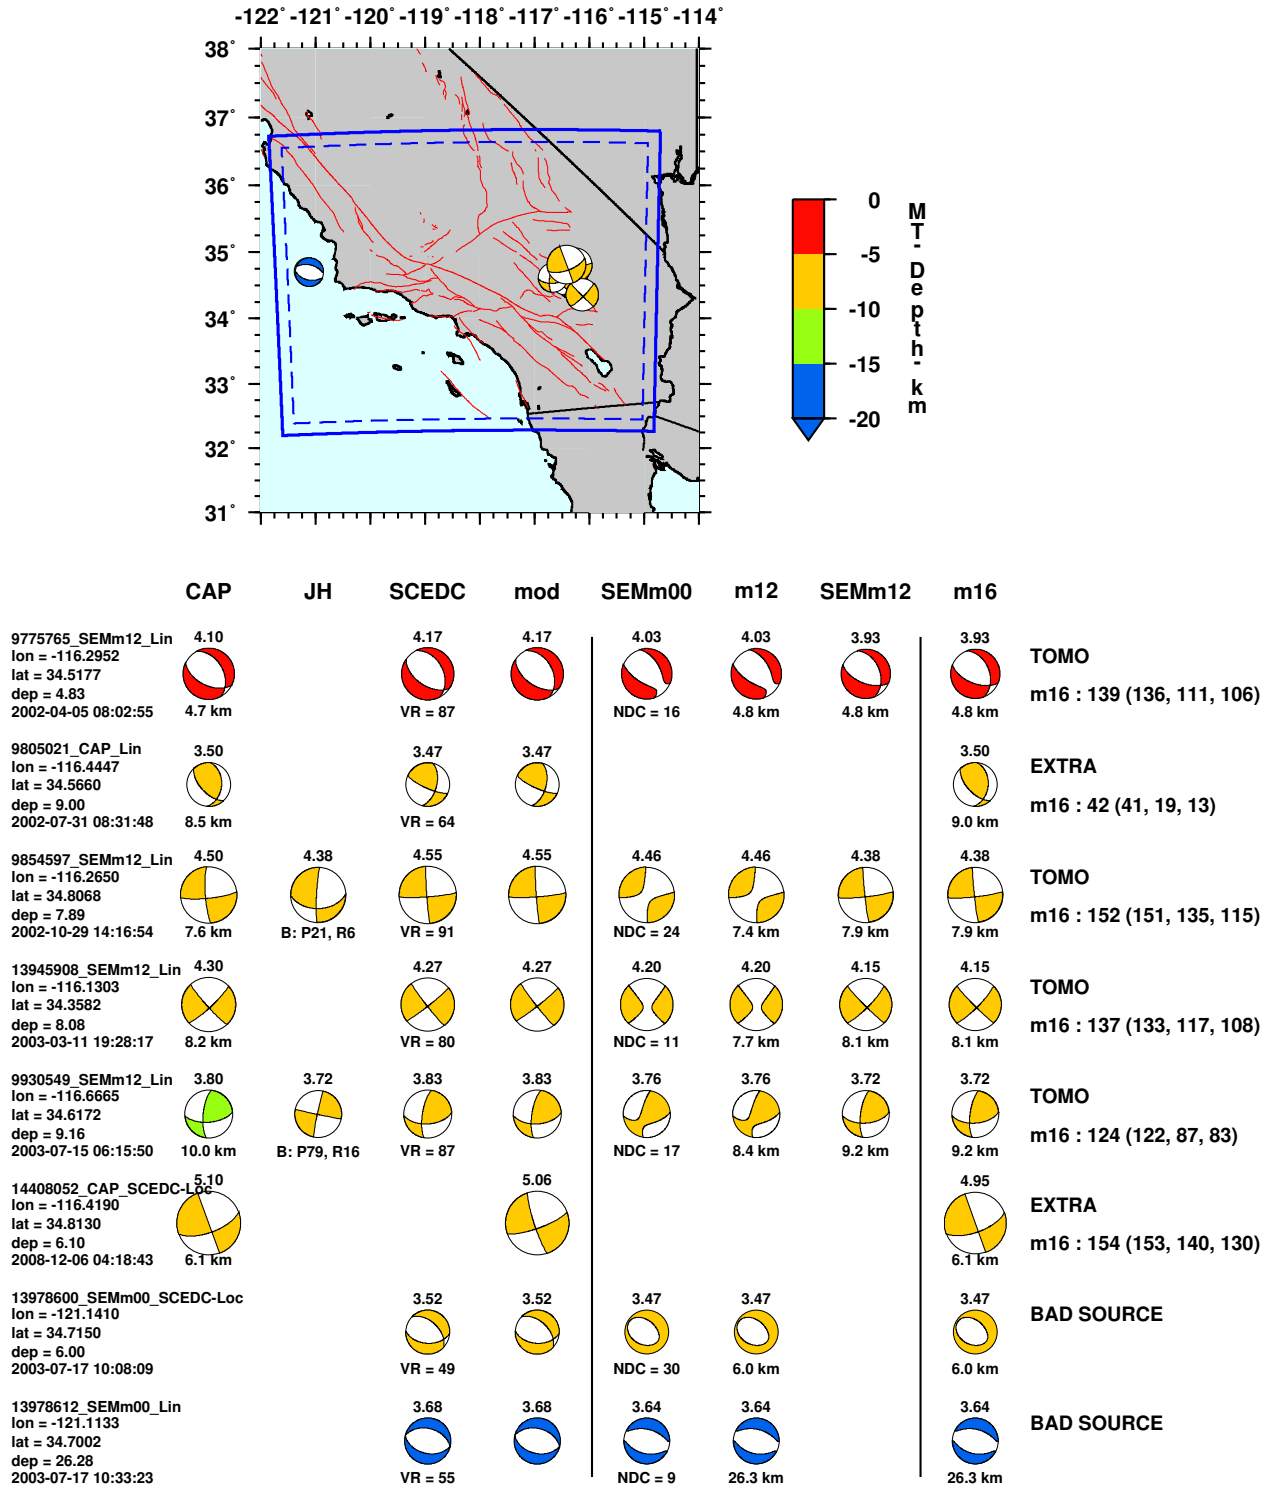 -122° -121° -120° -119° -118° -117° -116° -115° -114°
38°
37°
36°
35°
34°
33°
32°
31°
0
-5
-10
-15
-20
MT-Depth-km
CAP JH SCEDC mod SEMm00 m12 SEMm12 m16
9775765_SEMm12_Lin
lon = -116.2952
lat = 34.5177
dep = 4.83
2002-04-05 08:02:55
4.10 4.17 4.17 4.03 4.03 3.93 3.93
4.7 km VR = 87 NDC = 16 4.8 km 4.8 km 4.8 km
TOMO
m16 : 139 (136, 111, 106)
9805021_CAP_Lin
lon = -116.4447
lat = 34.5660
dep = 9.00
2002-07-31 08:31:48
3.50 3.47 3.47 3.50
8.5 km VR = 64 9.0 km
EXTRA
m16 : 42 (41, 19, 13)
9854597_SEMm12_Lin
lon = -116.2650
lat = 34.8068
dep = 7.89
2002-10-29 14:16:54
4.50 4.38 4.55 4.55 4.46 4.46 4.38 4.38
7.6 km B: P21, R6 VR = 91 NDC = 24 7.4 km 7.9 km 7.9 km
TOMO
m16 : 152 (151, 135, 115)
13945908_SEMm12_Lin
lon = -116.1303
lat = 34.3582
dep = 8.08
2003-03-11 19:28:17
4.30 4.27 4.27 4.20 4.20 4.15 4.15
8.2 km VR = 80 NDC = 11 7.7 km 8.1 km 8.1 km
TOMO
m16 : 137 (133, 117, 108)
9930549_SEMm12_Lin
lon = -116.6665
lat = 34.6172
dep = 9.16
2003-07-15 06:15:50
3.80 3.72 3.83 3.83 3.76 3.76 3.72 3.72
10.0 km B: P79, R16 VR = 87 NDC = 17 8.4 km 9.2 km 9.2 km
TOMO
m16 : 124 (122, 87, 83)
14408052_CAP_SCEDC-Loc
lon = -116.4190
lat = 34.8130
dep = 6.10
2008-12-06 04:18:43
5.10 5.06 4.95
6.1 km 6.1 km
EXTRA
m16 : 154 (153, 140, 130)
13978600_SEMm00_SCEDC-Loc
lon = -121.1410
lat = 34.7150
dep = 6.00
2003-07-17 10:08:09
3.52 3.52 3.47 3.47 3.47
VR = 49 NDC = 30 6.0 km 6.0 km
BAD SOURCE
13978612_SEMm00_Lin
lon = -121.1133
lat = 34.7002
dep = 26.28
2003-07-17 10:33:23
3.68 3.68 3.64 3.64 3.64
VR = 55 NDC = 9 26.3 km 26.3 km
BAD SOURCE